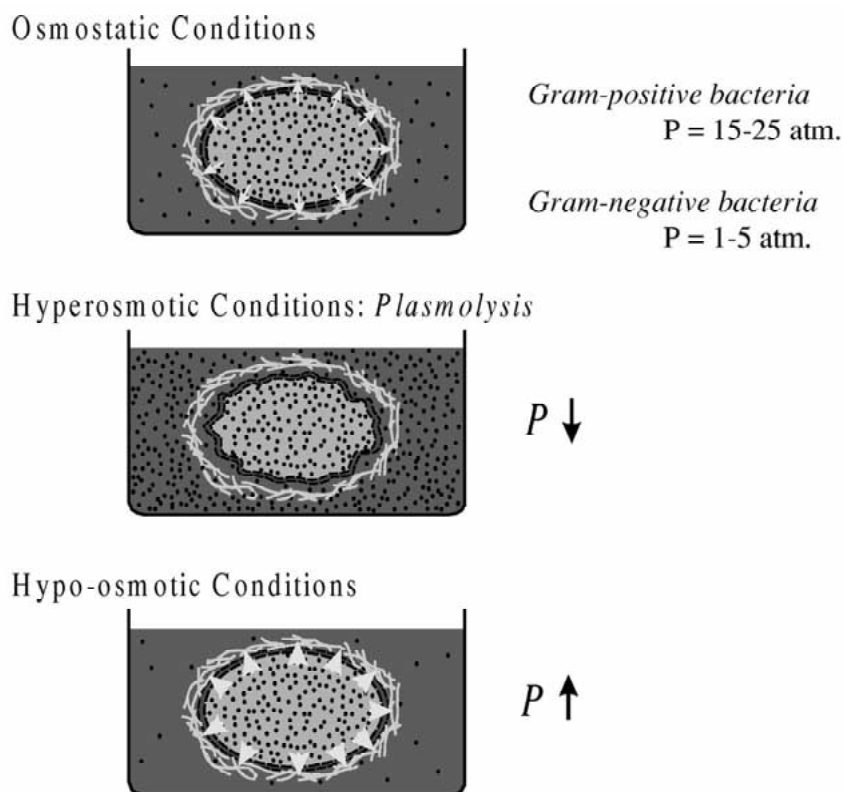 Osmostatic Conditions
Gram-positive bacteria
P = 15-25 atm.
Gram-negative bacteria
P = 1-5 atm.
Hyperosmotic Conditions: Plasmolysis
P ↓
Hypo-osmotic Conditions
P ↑